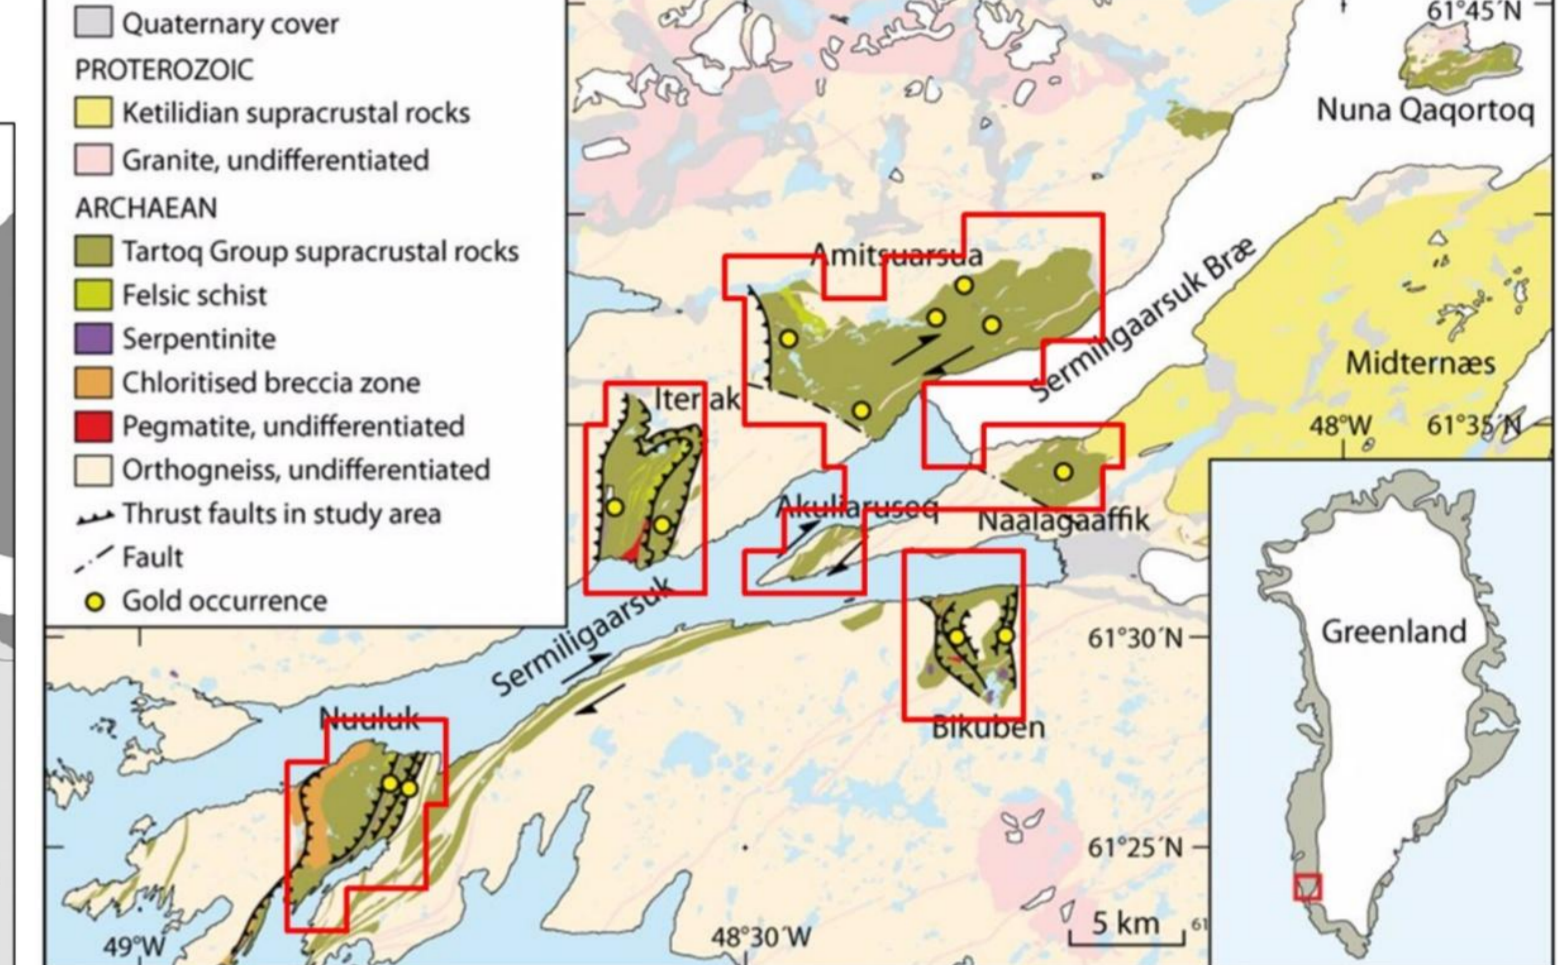 Quaternary cover
PROTEROZOIC
Ketilidian supracrustal rocks
Granite, undifferentiated
ARCHAEAN
Tartoq Group supracrustal rocks
Felsic schist
Serpentinite
Chloritised breccia zone
Pegmatite, undifferentiated
Orthogneiss, undifferentiated
Thrust faults in study area
Fault
Gold occurrence
61°45´N
Nuna Qaqortoq
Amitsuarsua
Sermiligaarsuk Bræ
Midternæs
Iterlak
48°W
61°35´N
Akuliaruseq
Naalagaaffik
Sermiligaarsuk
61°30´N
Greenland
Nuuluk
Bikuben
61°25´N
5 km
61
49°W
48°30´W